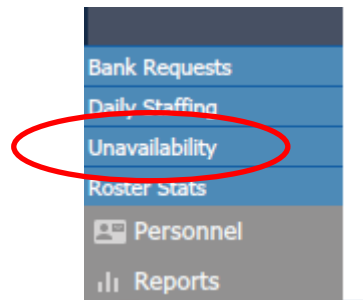 Bank Requests
Daily Staffing
Unavailability
Roster Stats
Personnel
Reports